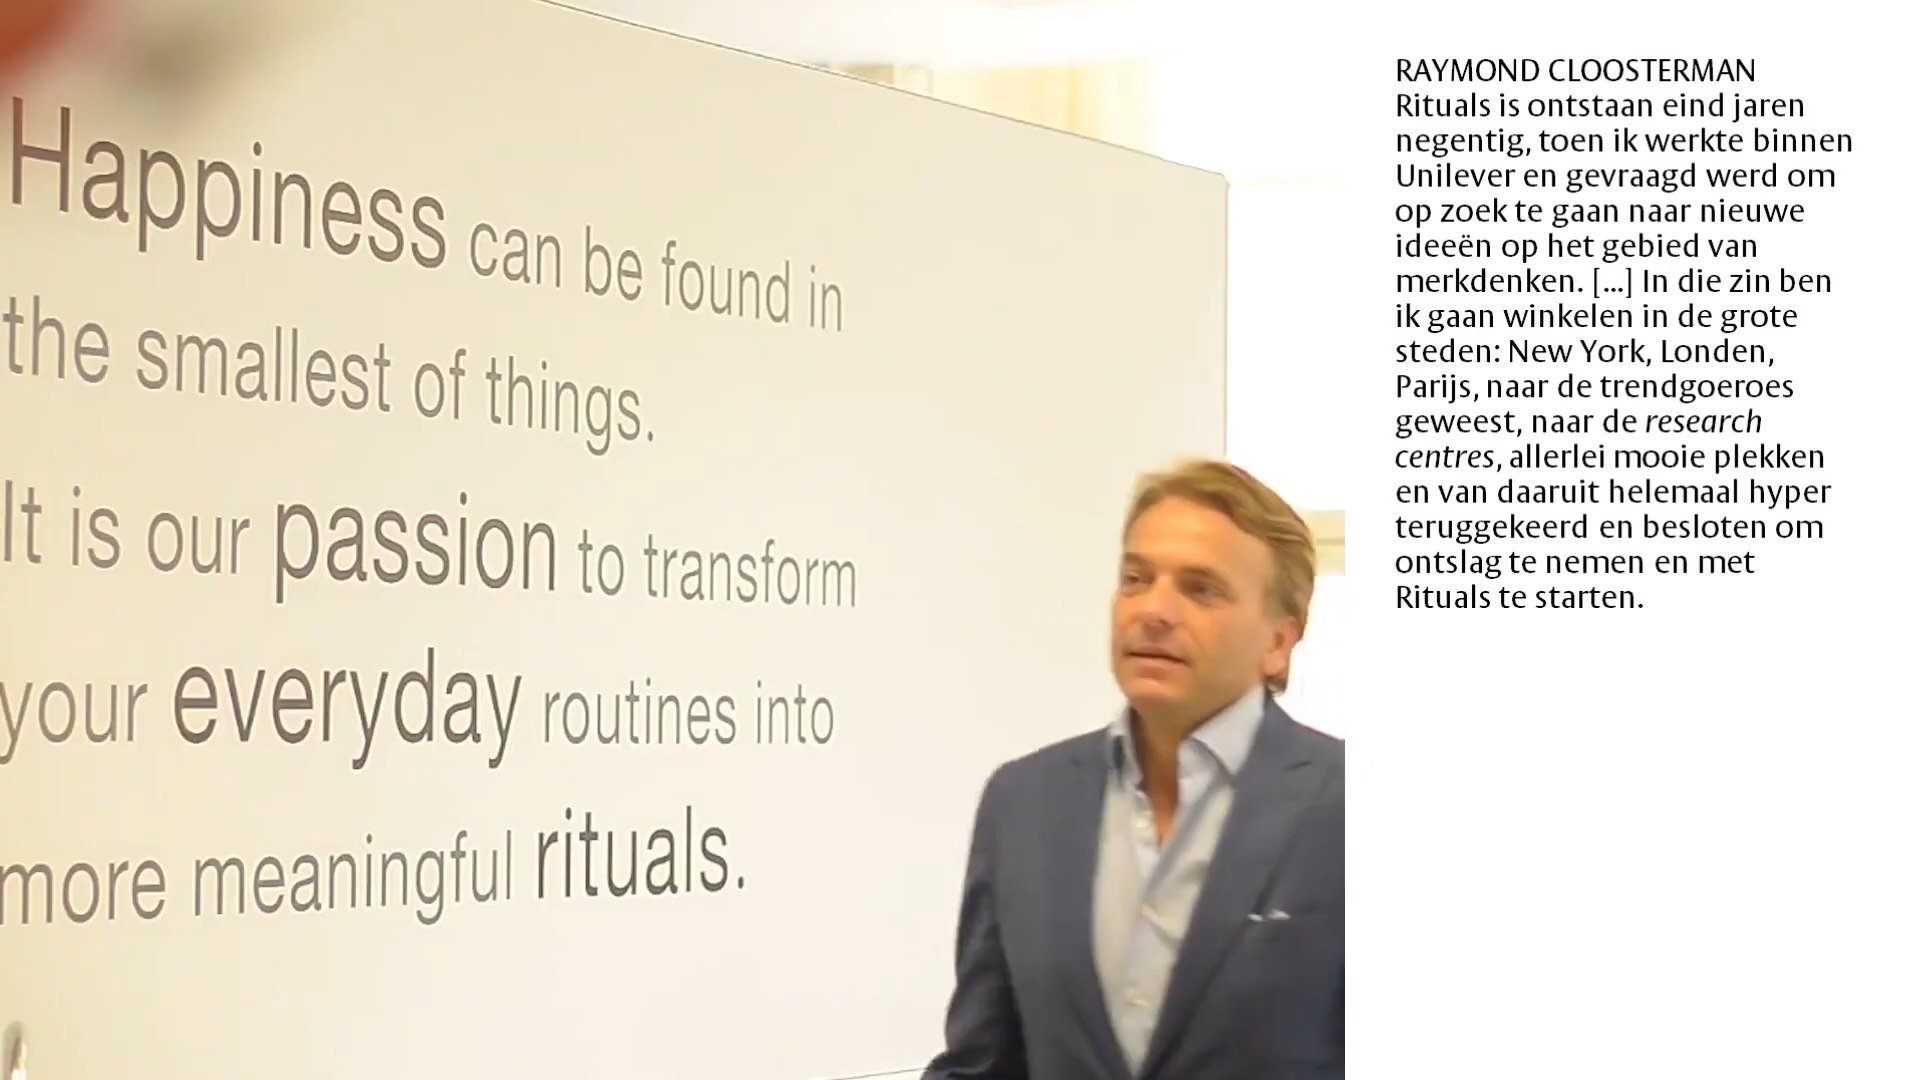 Happiness can be found in
the smallest of things.
It is our passion to transform
your everyday routines into
more meaningful rituals.
RAYMOND CLOOSTERMAN
Rituals is ontstaan eind jaren
negentig, toen ik werkte binnen
Unilever en gevraagd werd om
op zoek te gaan naar nieuwe
ideeën op het gebied van
merkdenken. [...] In die zin ben
ik gaan winkelen in de grote
steden: New York, Londen,
Parijs, naar de trendgoeroes
geweest, naar de research
centres, allerlei mooie plekken
en van daaruit helemaal hyper
teruggekeerd en besloten om
ontslag te nemen en met
Rituals te starten.